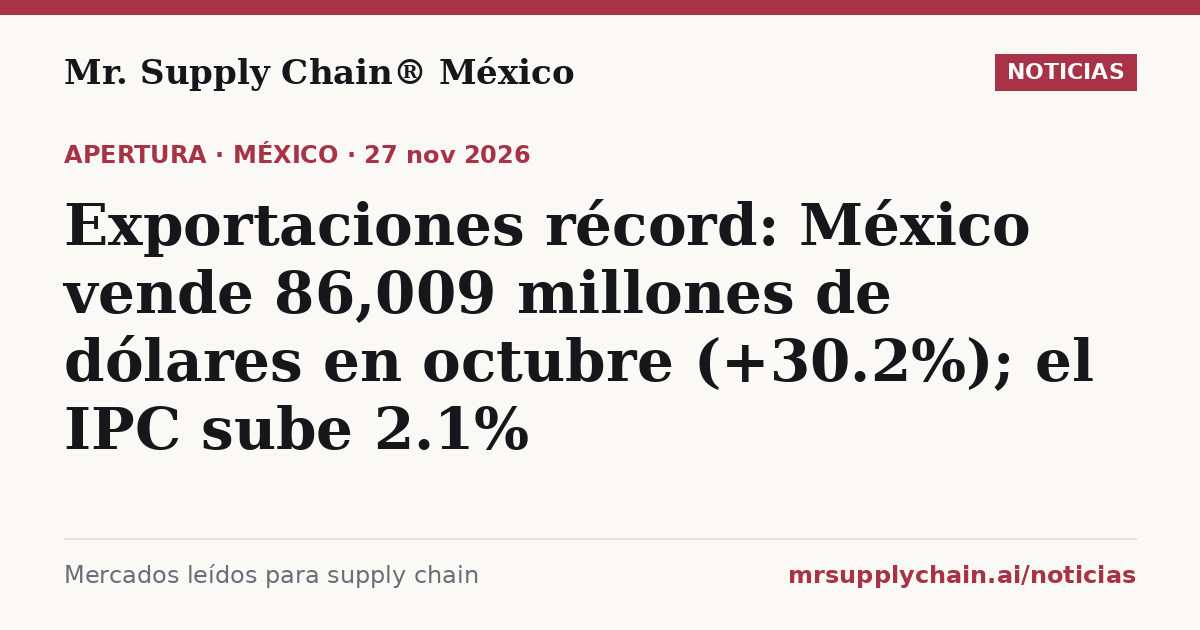 Mr. Supply Chain® México
NOTICIAS
APERTURA · MÉXICO · 27 nov 2026
Exportaciones récord: México
vende 86,009 millones de
dólares en octubre (+30.2%); el
IPC sube 2.1%
Mercados leídos para supply chain
mrsupplychain.ai/noticias